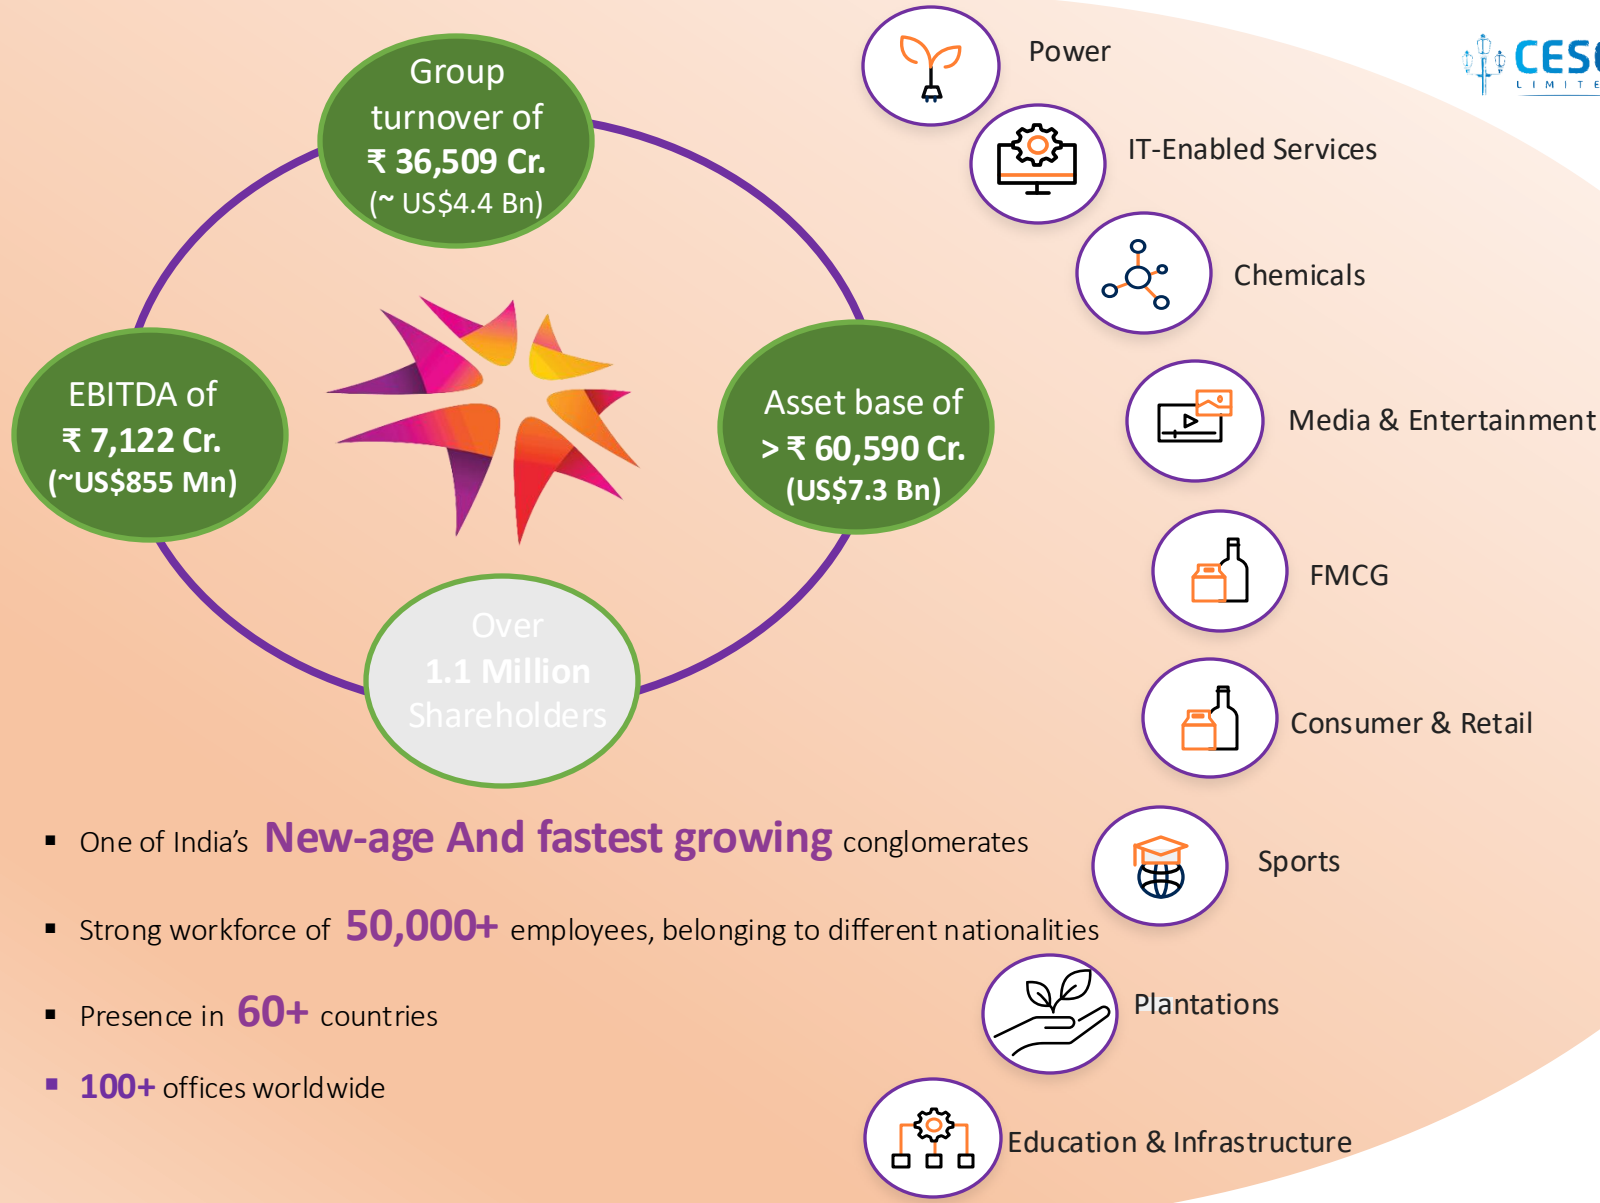 Group
turnover of
₹ 36,509 Cr.
(~ US$4.4 Bn)
EBITDA of
₹ 7,122 Cr.
(~US$855 Mn)
Asset base of
> ₹ 60,590 Cr.
(US$7.3 Bn)
Over
1.1 Million
Shareholders
▪ One of India’s New-age And fastest growing conglomerates
▪ Strong workforce of 50,000+ employees, belonging to different nationalities
▪ Presence in 60+ countries
▪ 100+ offices worldwide
Power
IT-Enabled Services
Chemicals
Media & Entertainment
FMCG
Consumer & Retail
Sports
Plantations
Education & Infrastructure